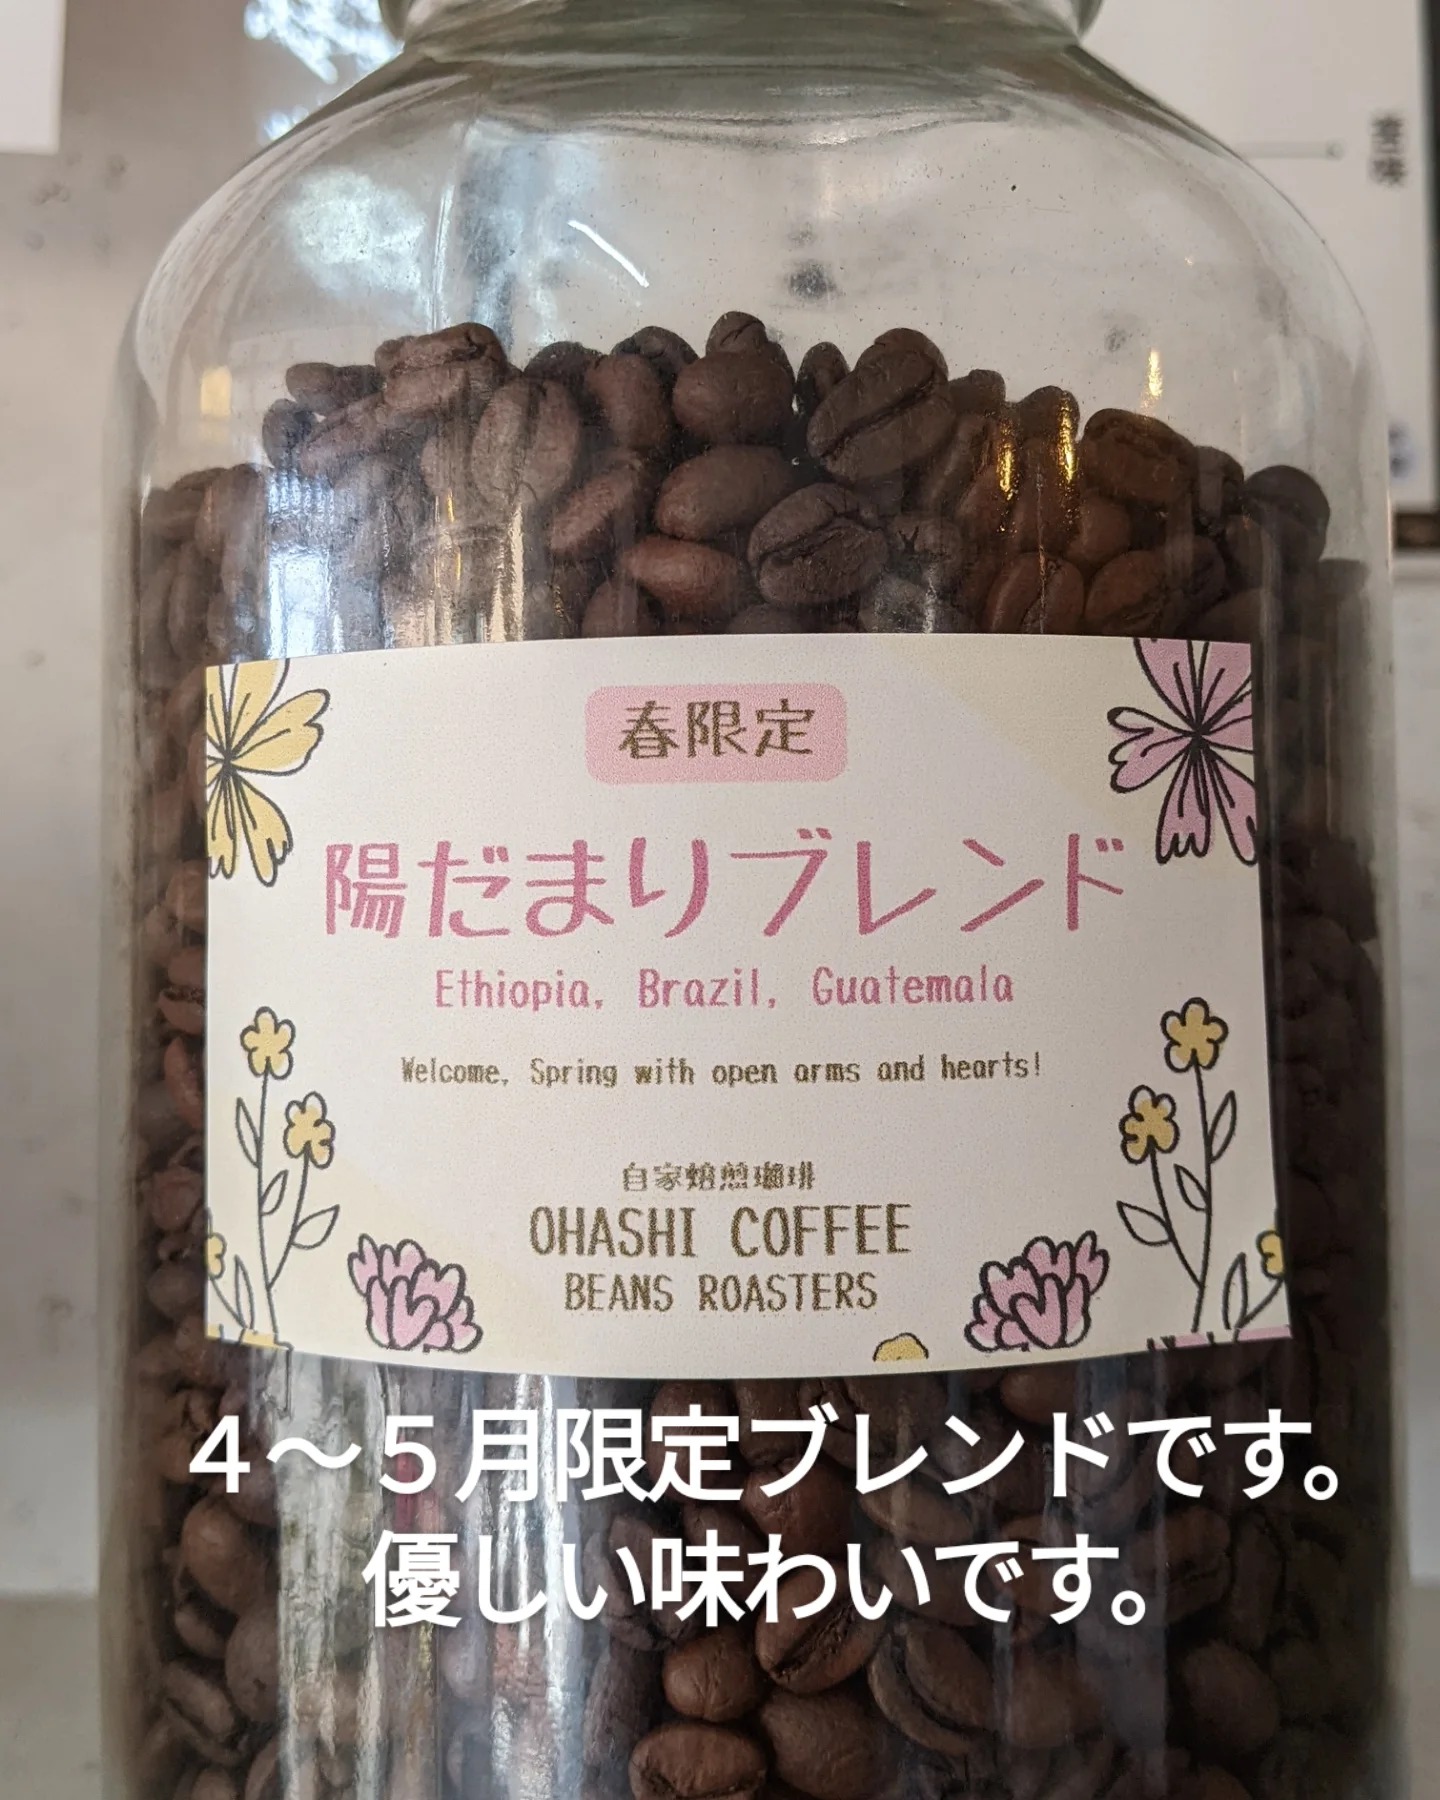 春限定
陽だまりブレンド
Ethiopia, Brazil, Guatemala
Welcome, Spring with open arms and hearts!
自家焙煎珈琲
OHASHI COFFEE
BEANS ROASTERS
4～5月限定ブレンドです。
優しい味わいです。